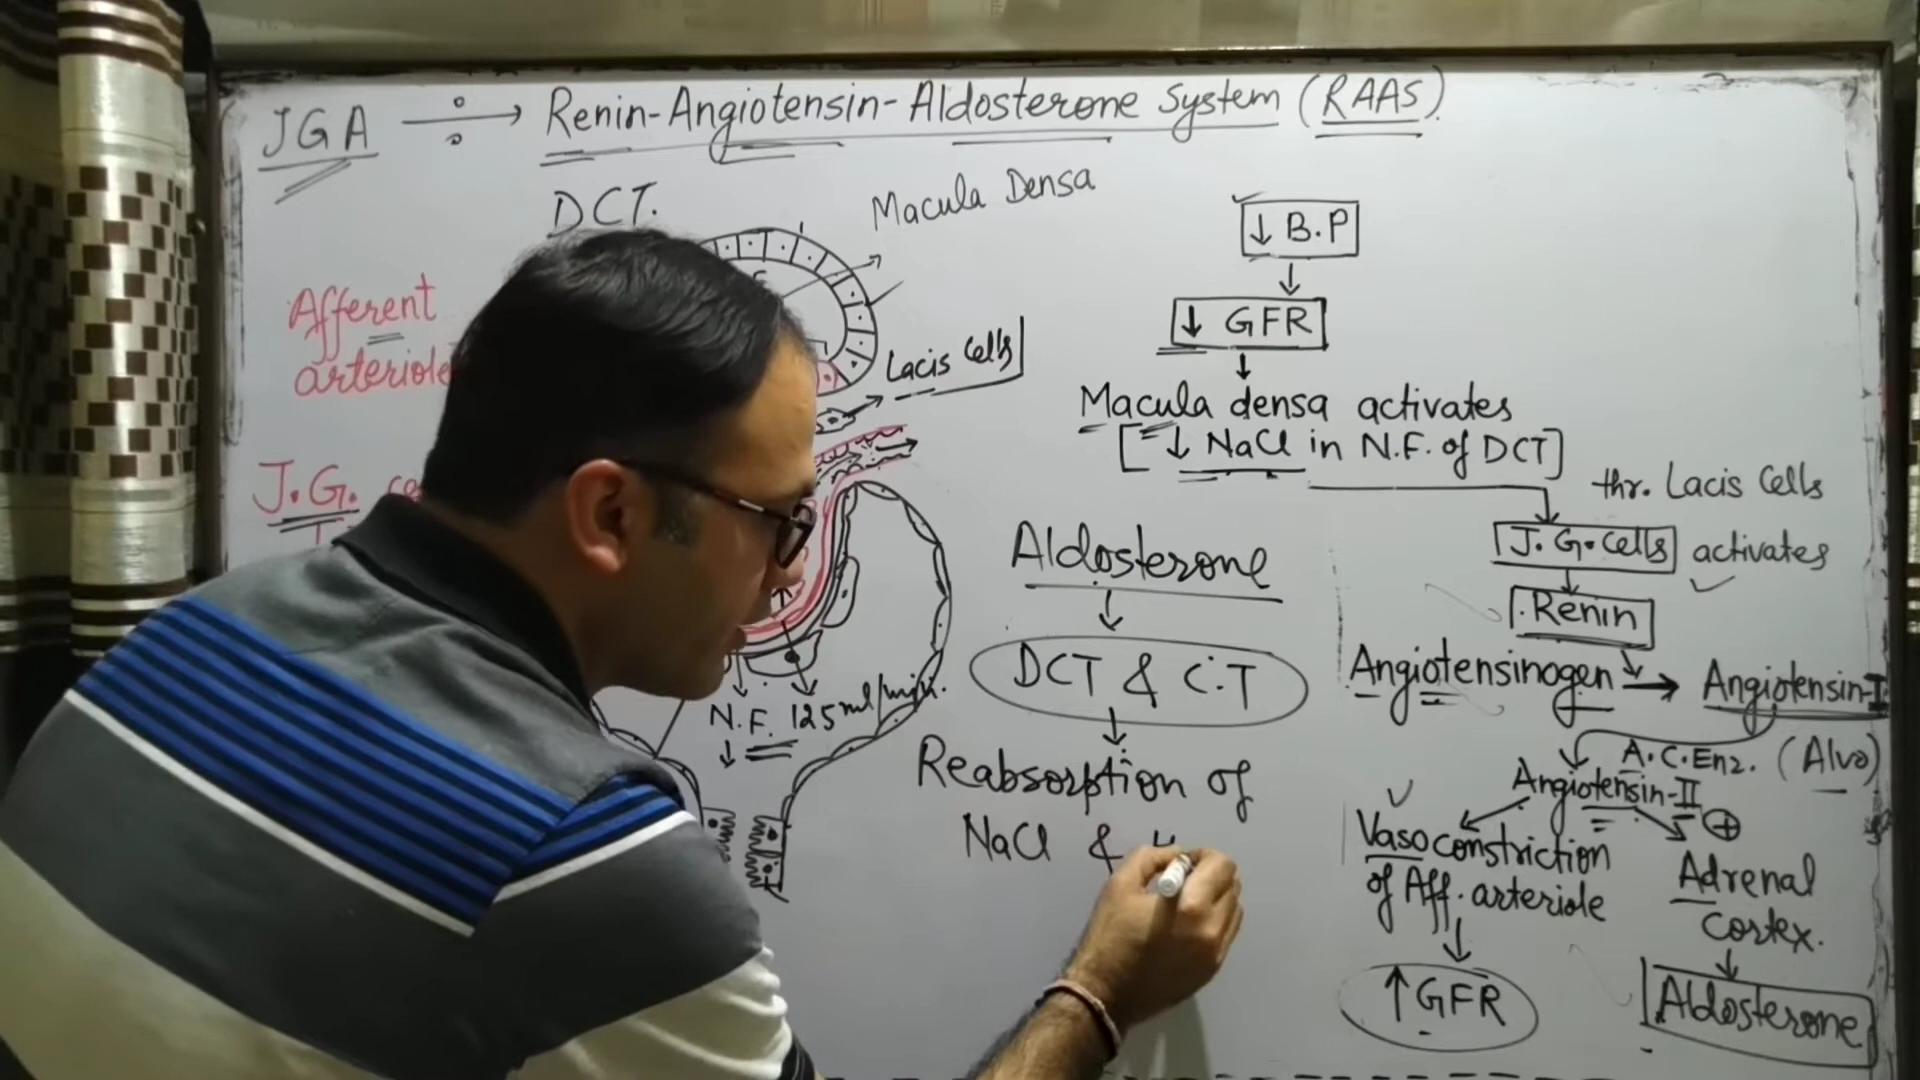 JGA → Renin-Angiotensin-Aldosterone System (RAAS).
DCT.
Macula Densa
Afferent
arteriole
Lacis Cells
J.G.
N.F. 125 ml/min.
↓ B.P
↓ GFR
Macula densa activates
[↓ NaCl in N.F. of DCT]
thr. Lacis Cells
J.G. Cells activates
Renin
Angiotensinogen → Angiotensin-I
A.C.Enz. (Alvo)
Angiotensin-II
Vasoconstriction
of Aff. arteriole
↑ GFR
Adrenal
cortex.
Aldosterone
Aldosterone
DCT & C.T
Reabsorption of
NaCl &